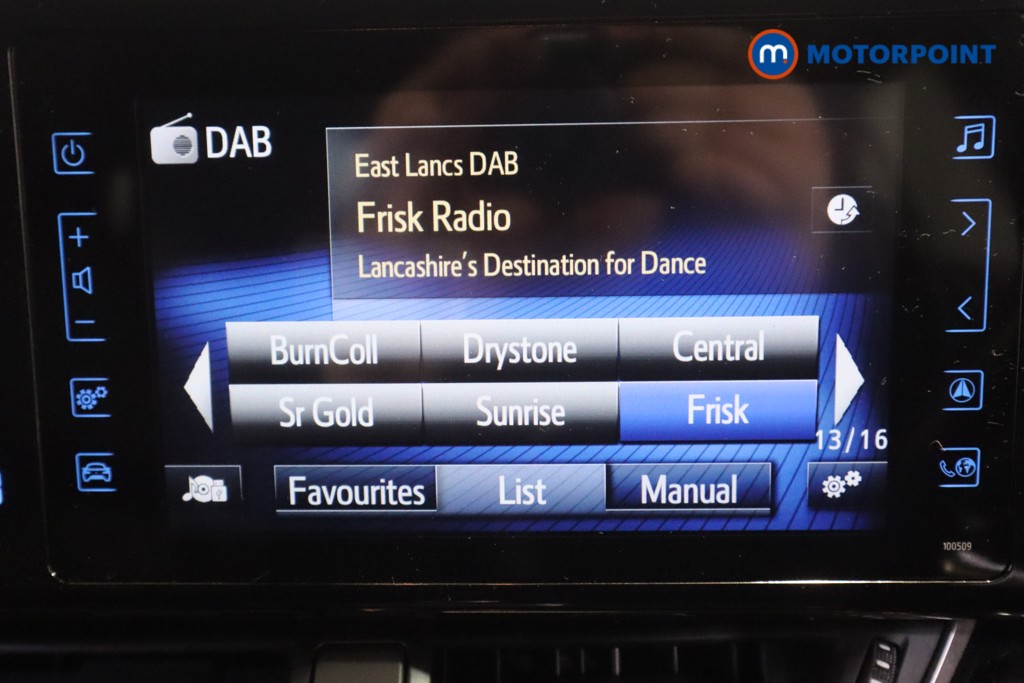 m MOTORPOINT
DAB
East Lancs DAB
Frisk Radio
Lancashire's Destination for Dance
BurnColl Drystone Central
Sr Gold Sunrise Frisk
13/16
Favourites List Manual
100509